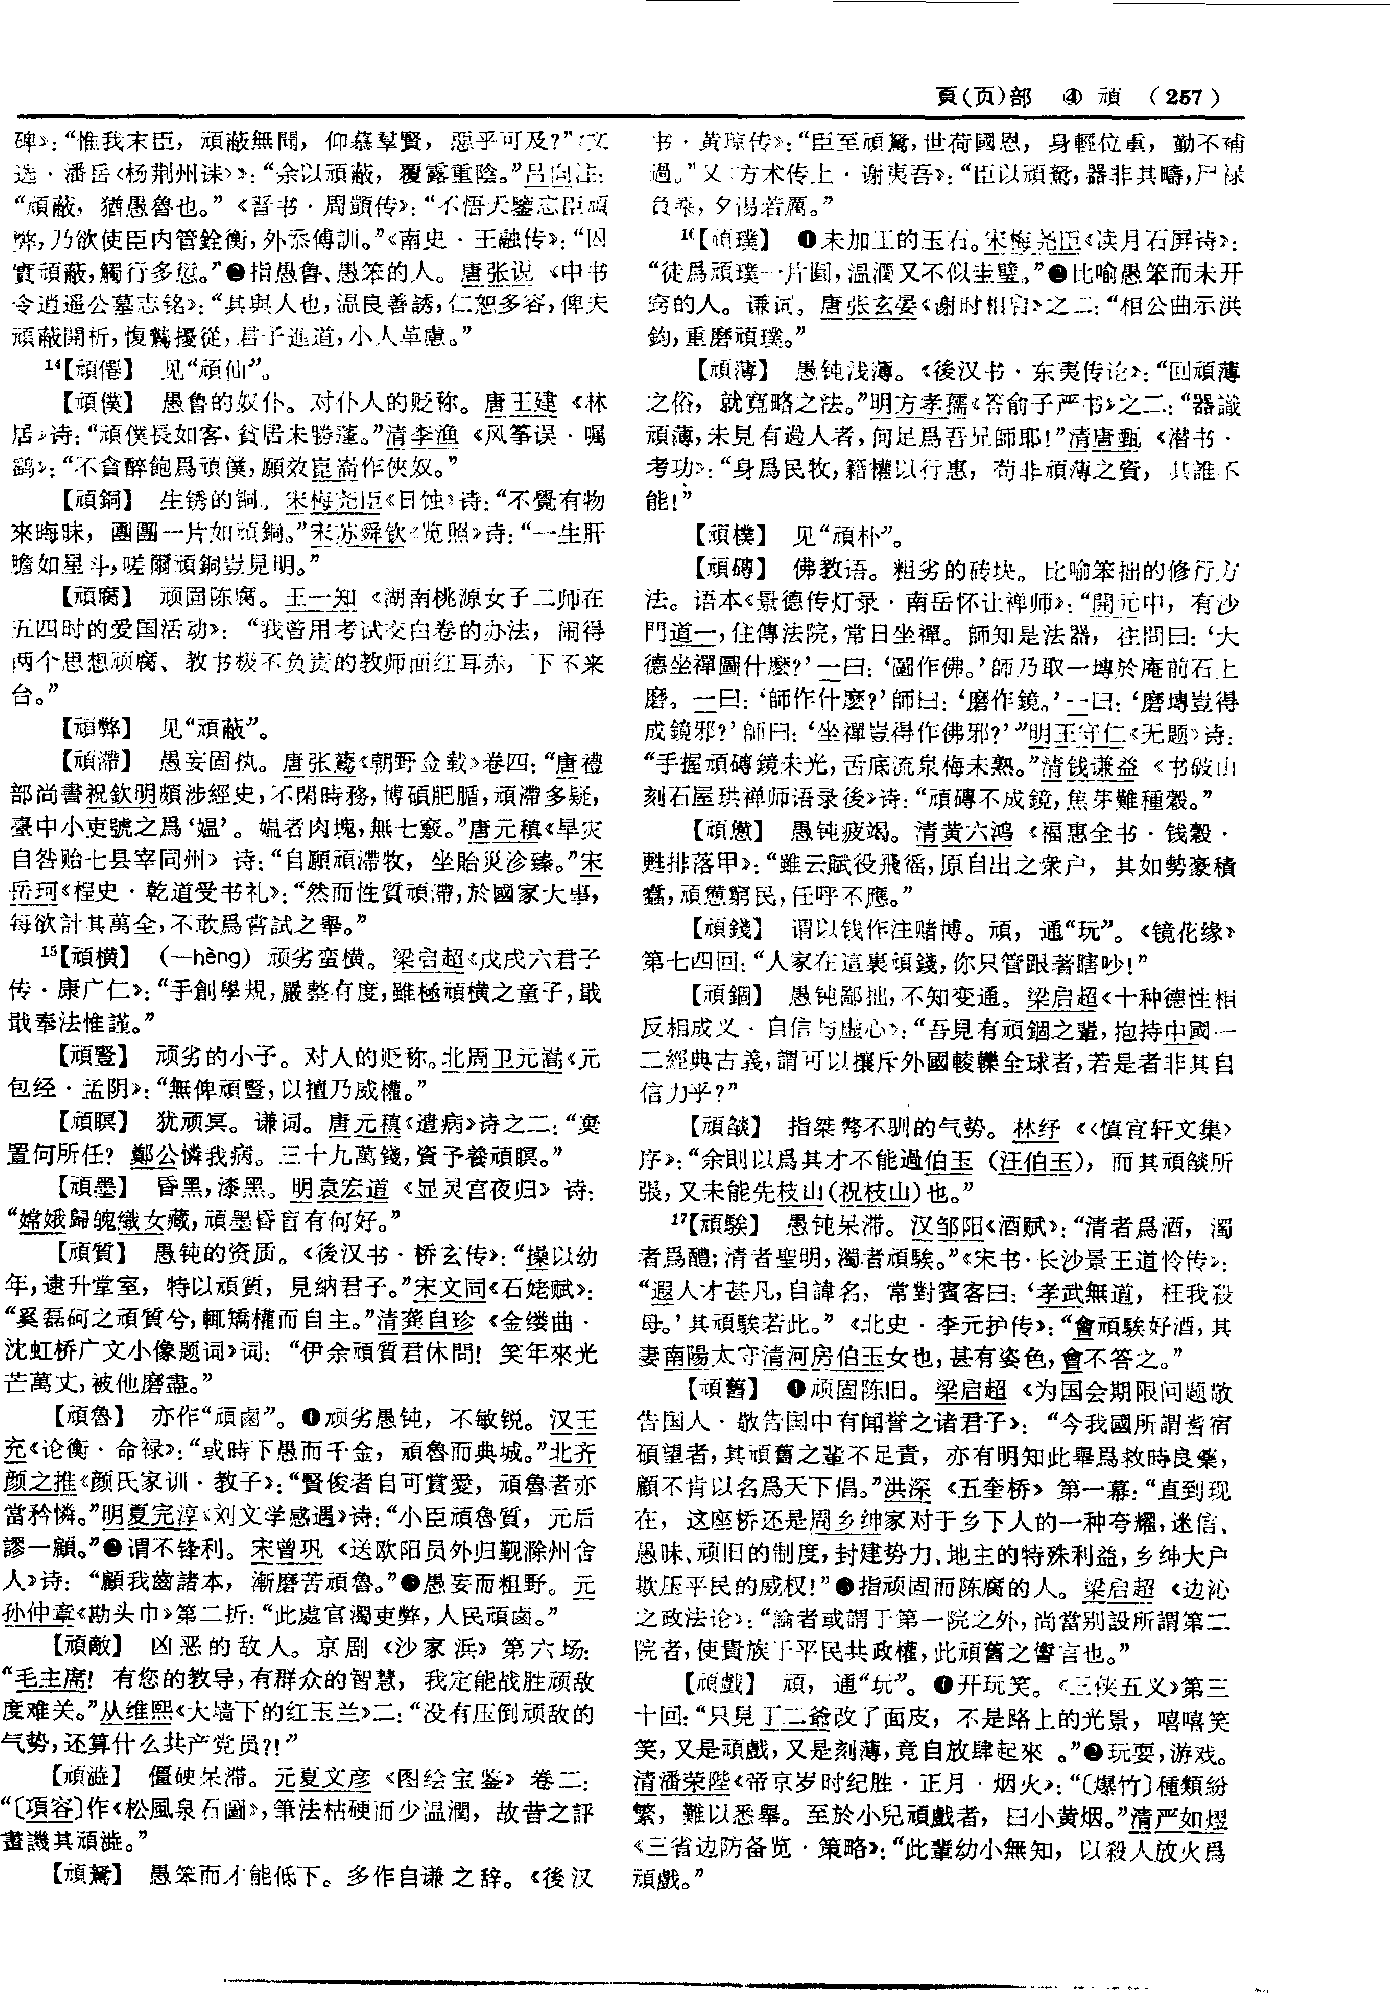 頁(页)部　④　頑　(257)
碑》：“惟我末臣，頑蔽無聞，仰慕羣賢，惡乎可及？”《文
选·潘岳〈杨荆州诔〉》：“余以頑蔽，覆露重陰。”吕向注：
“頑蔽，猶愚魯也。”《晋书·周顗传》：“不悟天鑒忘臣頑
弊，乃欲使臣内管銓衡，外忝傅訓。”《南史·王融传》：“因
實頑蔽，觸行多愆。”❷指愚鲁、愚笨的人。唐张说《中书
令逍遥公墓志铭》：“其與人也，温良善誘，仁恕多容，俾夫
頑蔽開析，愎鷙擾從，君子進道，小人革慮。”
14【頑僊】　见“頑仙”。
【頑僕】　愚鲁的奴仆。对仆人的贬称。唐王建《林
居》诗：“頑僕長如客，貧居未勝蓬。”清李渔《风筝误·嘱
鹞》：“不貪醉飽爲頑僕，願效崑崙作俠奴。”
【頑銅】　生锈的铜。宋梅尧臣《日蚀》诗：“不覺有物
來晦昧，團團一片如頑銅。”宋苏舜钦《览照》诗：“一生肝
膽如星斗，嗟爾頑銅豈見明。”
【頑腐】　顽固陈腐。王一知《湖南桃源女子二师在
五四时的爱国活动》：“我曾用考试交白卷的办法，闹得
两个思想顽腐、教书极不负责的教师面红耳赤，下不来
台。”
【頑弊】　见“頑蔽”。
【頑滯】　愚妄固执。唐张鷟《朝野佥载》卷四：“唐禮
部尚書祝欽明頗涉經史，不閑時務，博碩肥腯，頑滯多疑，
臺中小吏號之爲‘媪’。媪者肉塊，無七竅。”唐元稹《旱灾
自咎贻七县宰同州》诗：“自顧頑滯牧，坐貽災沴臻。”宋
岳珂《桯史·乾道受书礼》：“然而性質頑滯，於國家大事，
每欲計其萬全，不敢爲嘗試之舉。”
15【頑横】　(—hèng)　顽劣蛮横。梁启超《戊戌六君子
传·康广仁》：“手創學規，嚴整有度，雖極頑横之童子，戢
戢奉法惟謹。”
【頑豎】　顽劣的小子。对人的贬称。北周卫元嵩《元
包经·孟阴》：“無俾頑豎，以擅乃威權。”
【頑暝】　犹顽冥。谦词。唐元稹《遣病》诗之二：“棄
置何所任？鄭公憐我病。三十九萬錢，資予養頑暝。”
【頑墨】　昏黑，漆黑。明袁宏道《显灵宫夜归》诗：
“嫦娥歸魄織女藏，頑墨昏盲有何好。”
【頑質】　愚钝的资质。《後汉书·桥玄传》：“操以幼
年，逮升堂室，特以頑質，見納君子。”宋文同《石姥赋》：
“奚磊砢之頑質兮，輒矯權而自主。”清龚自珍《金缕曲·
沈虹桥广文小像题词》词：“伊余頑質君休問！笑年來光
芒萬丈，被他磨盡。”
【頑魯】　亦作“頑鹵”。❶顽劣愚钝，不敏锐。汉王
充《论衡·命禄》：“或時下愚而千金，頑魯而典城。”北齐
颜之推《颜氏家训·教子》：“賢俊者自可賞愛，頑魯者亦
當矜憐。”明夏完淳《刘文学感遇》诗：“小臣頑魯質，元后
謬一顧。”❷谓不锋利。宋曾巩《送欧阳员外归觐滁州舍
人》诗：“顧我齒諸本，漸磨苦頑魯。”❸愚妄而粗野。元
孙仲章《勘头巾》第二折：“此處官濁吏弊，人民頑鹵。”
【頑敵】　凶恶的敌人。京剧《沙家浜》第六场：
“毛主席！有您的教导，有群众的智慧，我定能战胜顽敌
度难关。”从维熙《大墙下的红玉兰》二：“没有压倒顽敌的
气势，还算什么共产党员？！”
【頑澁】　僵硬呆滞。元夏文彦《图绘宝鉴》卷二：
“〔項容〕作《松風泉石圖》，筆法枯硬而少温潤，故昔之評
畫譏其頑澁。”
【頑駑】　愚笨而才能低下。多作自谦之辞。《後汉
书·黄琼传》：“臣至頑駑，世荷國恩，身輕位重，勤不補
過。”又《方术传上·谢夷吾》：“臣以頑駑，器非其疇，尸禄
負乘，夕惕若厲。”
16【頑璞】　❶未加工的玉石。宋梅尧臣《读月石屏诗》：
“徒爲頑璞一片圓，温潤又不似圭璧。”❷比喻愚笨而未开
窍的人。谦词。唐张玄晏《谢时相启》之二：“相公曲示洪
鈞，重磨頑璞。”
【頑薄】　愚钝浅薄。《後汉书·东夷传论》：“回頑薄
之俗，就寬略之法。”明方孝孺《答俞子严书》之二：“器識
頑薄，未見有過人者，何足爲吾兄師耶！”清唐甄《潜书·
考功》：“身爲民牧，籍權以行惠，苟非頑薄之資，其誰不
能！”
【頑樸】　见“頑朴”。
【頑磚】　佛教语。粗劣的砖块。比喻笨拙的修行方
法。语本《景德传灯录·南岳怀让禅师》：“開元中，有沙
門道一，住傳法院，常日坐禪。師知是法器，往問曰：‘大
德坐禪圖什麼？’一曰：‘圖作佛。’師乃取一塼於庵前石上
磨。一曰：‘師作什麼？’師曰：‘磨作鏡。’一曰：‘磨塼豈得
成鏡邪？’師曰：‘坐禪豈得作佛邪？’”明王守仁《无题》诗：
“手握頑磚鏡未光，舌底流泉梅未熟。”清钱谦益《书破山
刻石屋珙禅师语录後》诗：“頑磚不成鏡，焦芽難種穀。”
【頑憊】　愚钝疲竭。清黄六鸿《福惠全书·钱穀·
甦排落甲》：“雖云賦役飛徭，原自出之衆户，其如勢豪積
蠹，頑憊窮民，任呼不應。”
【頑錢】　谓以钱作注赌博。頑，通“玩”。《镜花缘》
第七四回：“人家在這裏頑錢，你只管跟著瞎吵！”
【頑錮】　愚钝鄙拙，不知变通。梁启超《十种德性相
反相成义·自信与虚心》：“吾見有頑錮之輩，抱持中國一
二經典古義，謂可以攘斥外國軼轢全球者，若是者非其自
信力乎？”
【頑燄】　指桀骜不驯的气势。林纾《〈慎宜轩文集〉
序》：“余則以爲其才不能過伯玉（汪伯玉），而其頑燄所
張，又未能先枝山（祝枝山）也。”
17【頑騃】　愚钝呆滞。汉邹阳《酒赋》：“清者爲酒，濁
者爲醴；清者聖明，濁者頑騃。”《宋书·长沙景王道怜传》：
“遐人才甚凡，自諱名，常對賓客曰：‘孝武無道，枉我殺
母。’其頑騃若此。”《北史·李元护传》：“會頑騃好酒，其
妻南陽太守清河房伯玉女也，甚有姿色，會不答之。”
【頑舊】　❶顽固陈旧。梁启超《为国会期限问题敬
告国人·敬告国中有闻誉之诸君子》：“今我國所謂耆宿
碩望者，其頑舊之輩不足責，亦有明知此舉爲救時良藥，
顧不肯以名爲天下倡。”洪深《五奎桥》第一幕：“直到现
在，这座桥还是周乡绅家对于乡下人的一种夸耀，迷信、
愚昧、顽旧的制度，封建势力，地主的特殊利益，乡绅大户
欺压平民的威权！”❷指顽固而陈腐的人。梁启超《边沁
之政法论》：“論者或謂于第一院之外，尚當别設所謂第二
院者，使貴族于平民共政權，此頑舊之讏言也。”
【頑戲】　頑，通“玩”。❶开玩笑。《三侠五义》第三
十回：“只見丁二爺改了面皮，不是路上的光景，嘻嘻笑
笑，又是頑戲，又是刻薄，竟自放肆起來。”❷玩耍，游戏。
清潘荣陛《帝京岁时纪胜·正月·烟火》：“〔爆竹〕種類紛
繁，難以悉舉。至於小兒頑戲者，曰小黄烟。”清严如熤
《三省边防备览·策略》：“此輩幼小無知，以殺人放火爲
頑戲。”